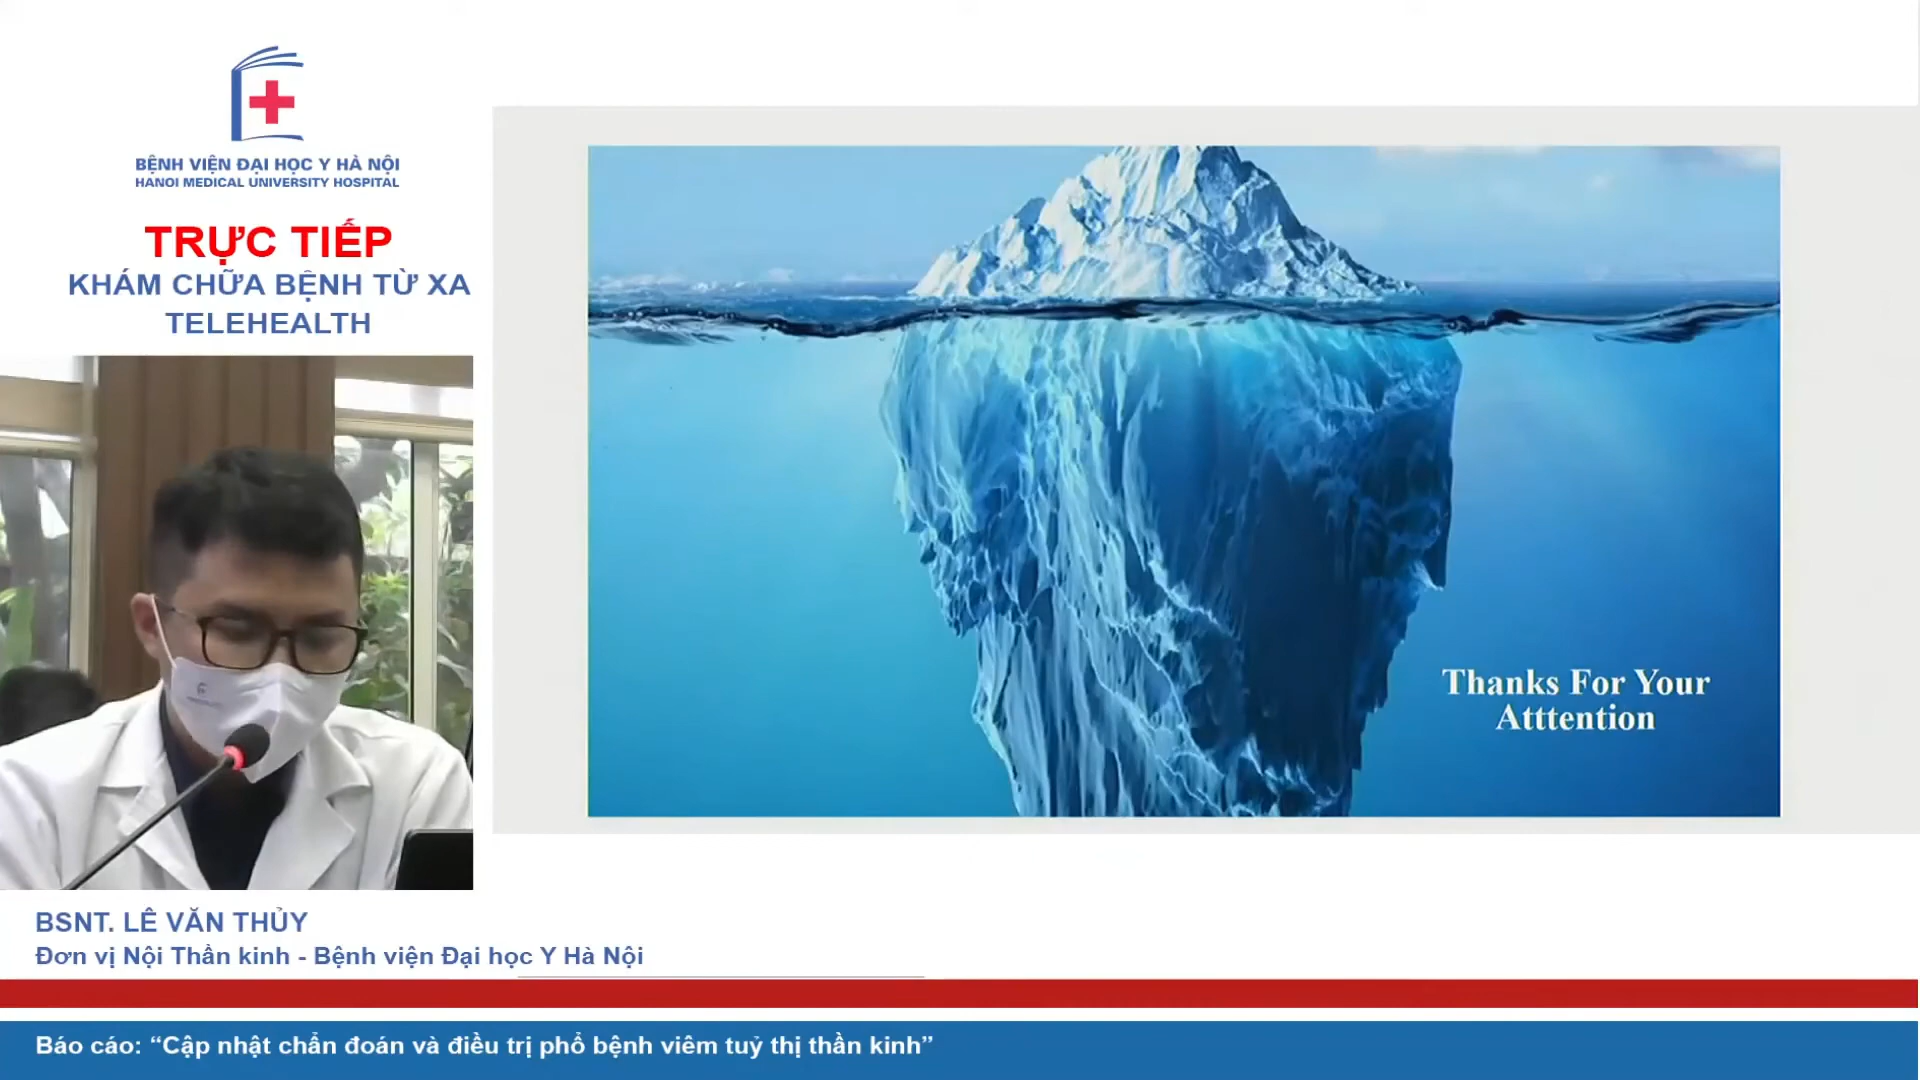 BỆNH VIỆN ĐẠI HỌC Y HÀ NỘI
HANOI MEDICAL UNIVERSITY HOSPITAL
TRỰC TIẾP
KHÁM CHỮA BỆNH TỪ XA
TELEHEALTH
Thanks For Your
Atttention
BSNT. LÊ VĂN THỦY
Đơn vị Nội Thần kinh - Bệnh viện Đại học Y Hà Nội
Báo cáo: “Cập nhật chẩn đoán và điều trị phổ bệnh viêm tuỷ thị thần kinh”